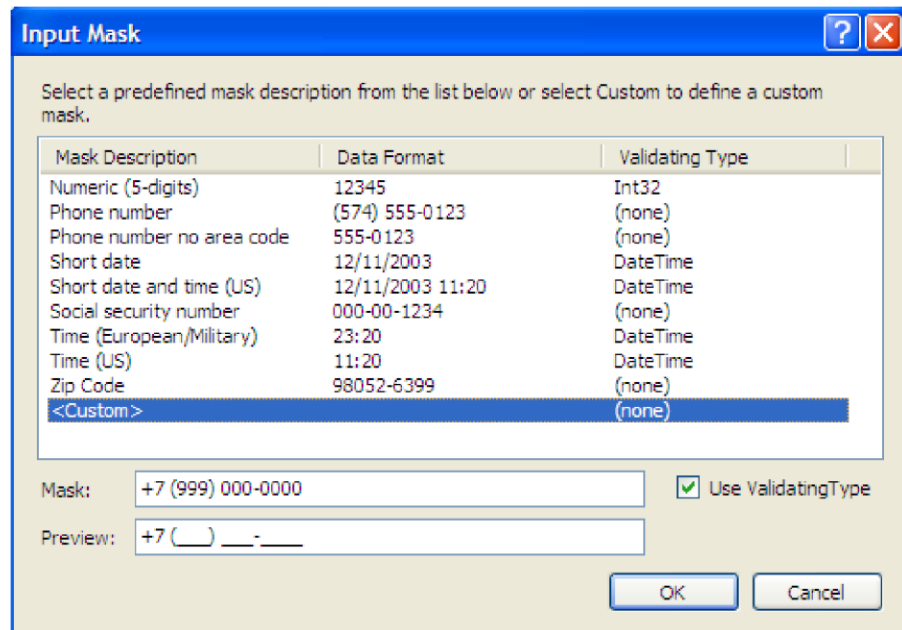 Input Mask
Select a predefined mask description from the list below or select Custom to define a custom
mask.
Mask Description Data Format Validating Type
Numeric (5-digits) 12345 Int32
Phone number (574) 555-0123 (none)
Phone number no area code 555-0123 (none)
Short date 12/11/2003 DateTime
Short date and time (US) 12/11/2003 11:20 DateTime
Social security number 000-00-1234 (none)
Time (European/Military) 23:20 DateTime
Time (US) 11:20 DateTime
Zip Code 98052-6399 (none)
<Custom> (none)
Mask: +7 (999) 000-0000 Use ValidatingType
Preview: +7 (___) ___-____
OK Cancel